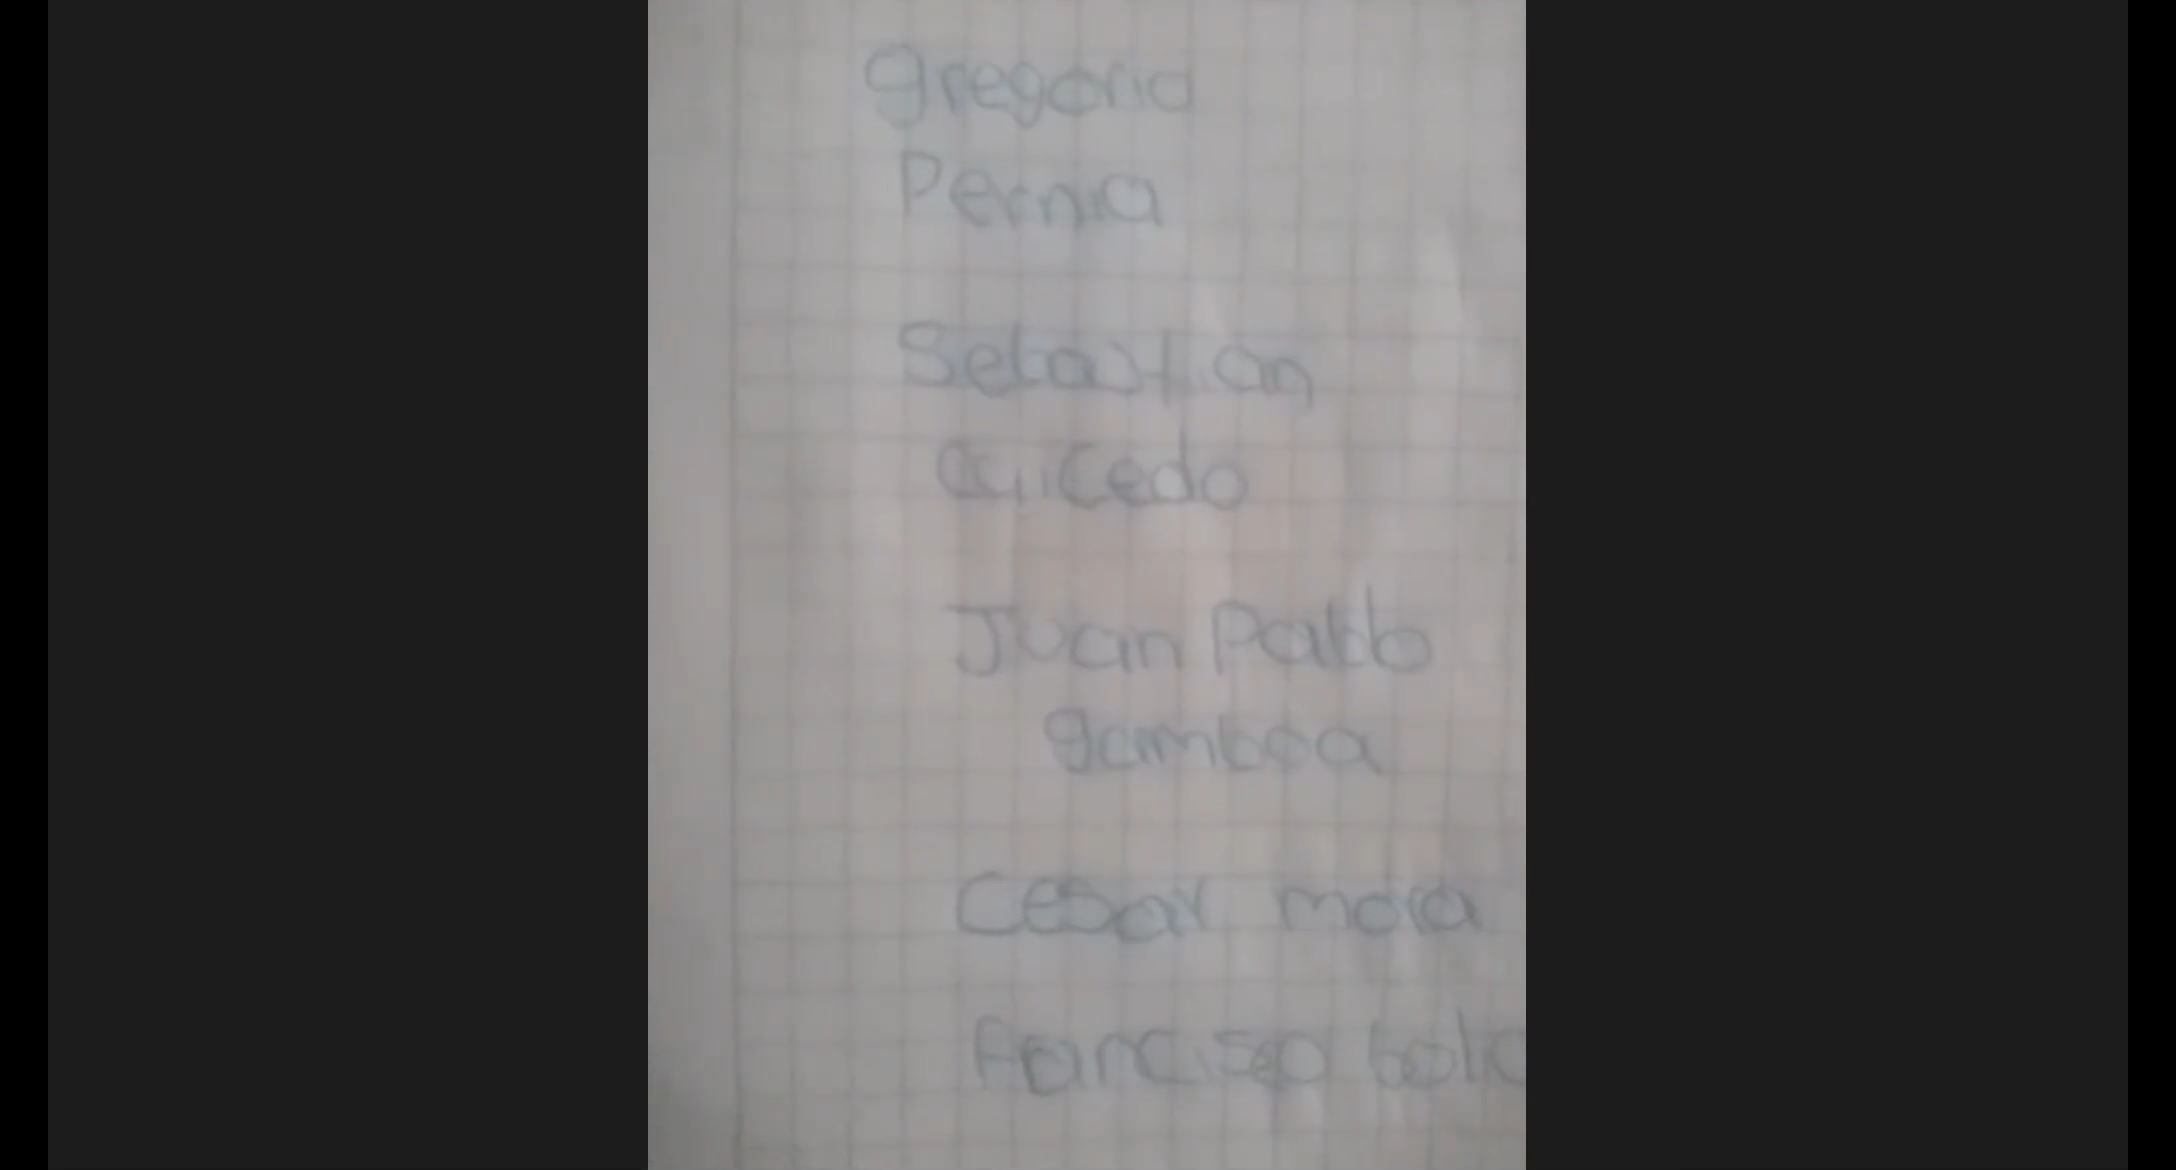 gregorio
Pernia
Sebastian
Caicedo
Juan Pablo
gamboa
Cesar mora
Francisco